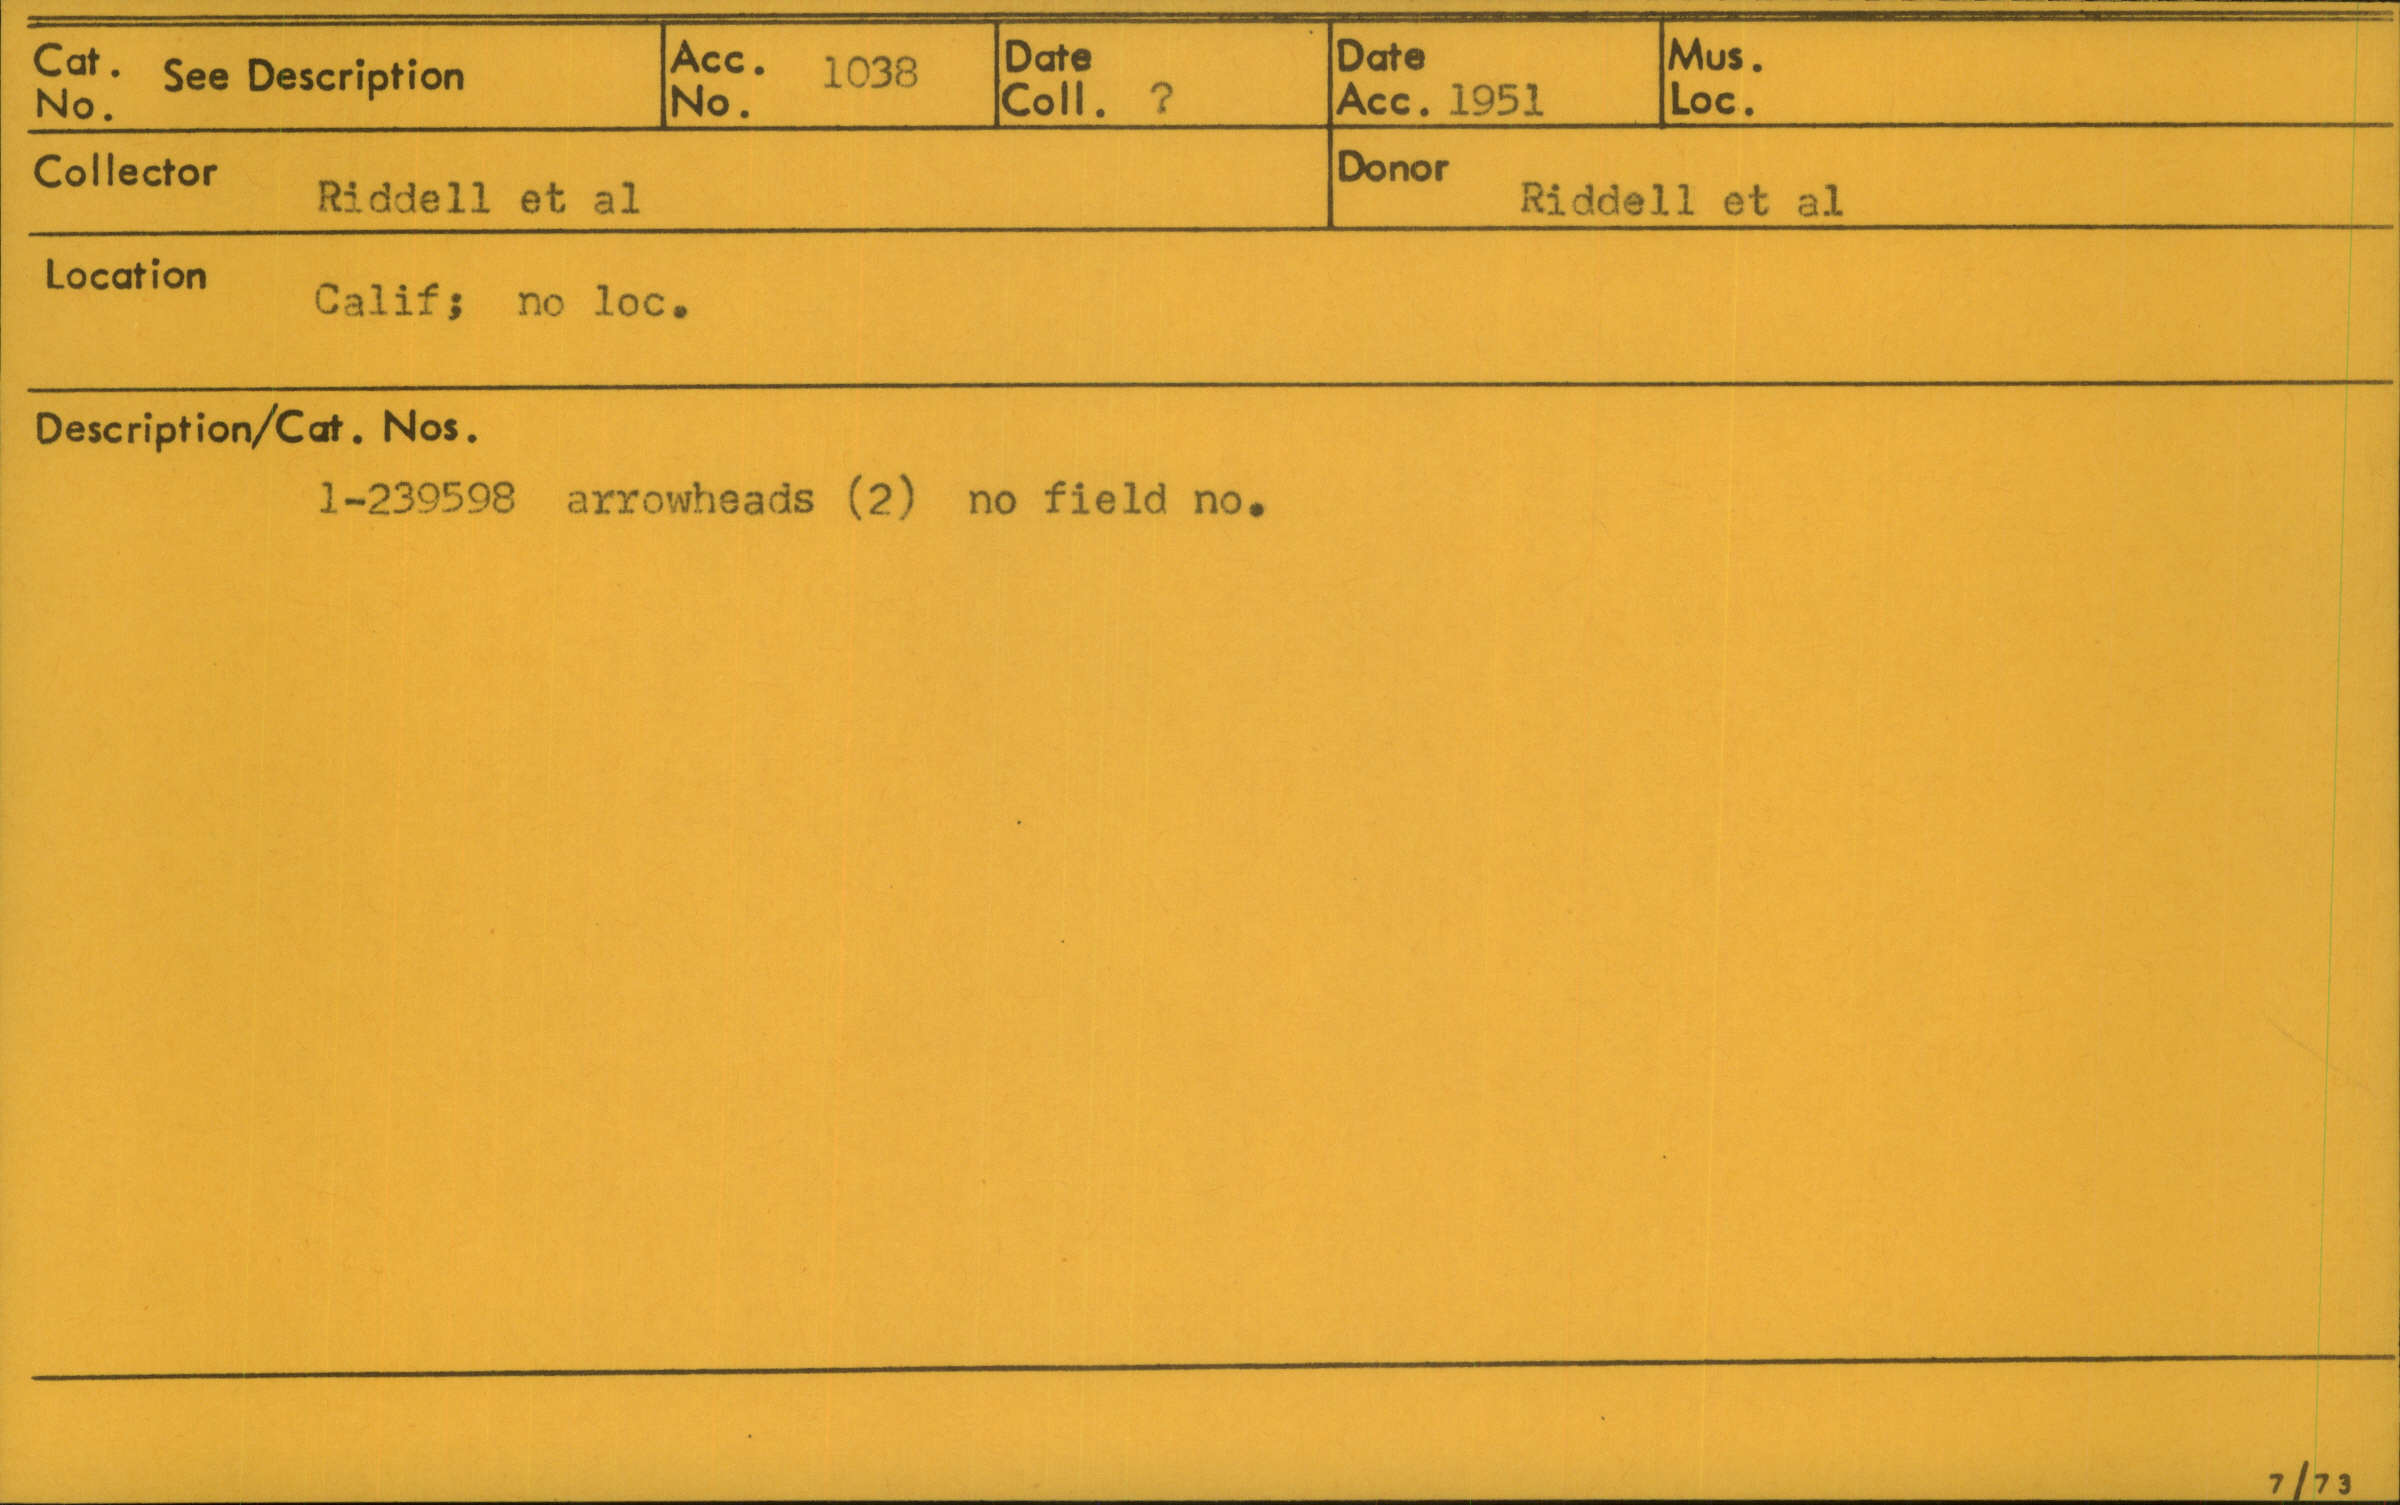 Cat. No. See Description
Acc. No. 1038
Date Coll. ?
Date Acc. 1951
Mus. Loc.
Collector Riddell et al
Donor Riddell et al
Location Calif; no loc.
Description/Cat. Nos.
1-239598 arrowheads (2) no field no.
7/73